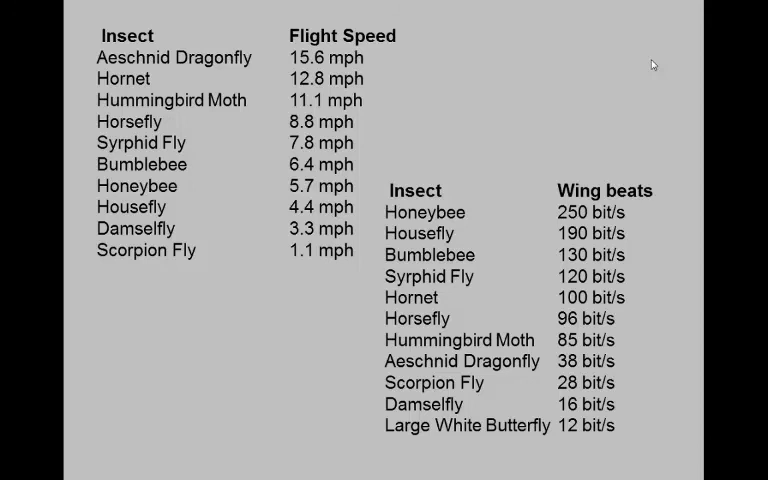 Insect Flight Speed
Aeschnid Dragonfly 15.6 mph
Hornet 12.8 mph
Hummingbird Moth 11.1 mph
Horsefly 8.8 mph
Syrphid Fly 7.8 mph
Bumblebee 6.4 mph
Honeybee 5.7 mph
Housefly 4.4 mph
Damselfly 3.3 mph
Scorpion Fly 1.1 mph
Insect Wing beats
Honeybee 250 bit/s
Housefly 190 bit/s
Bumblebee 130 bit/s
Syrphid Fly 120 bit/s
Hornet 100 bit/s
Horsefly 96 bit/s
Hummingbird Moth 85 bit/s
Aeschnid Dragonfly 38 bit/s
Scorpion Fly 28 bit/s
Damselfly 16 bit/s
Large White Butterfly 12 bit/s